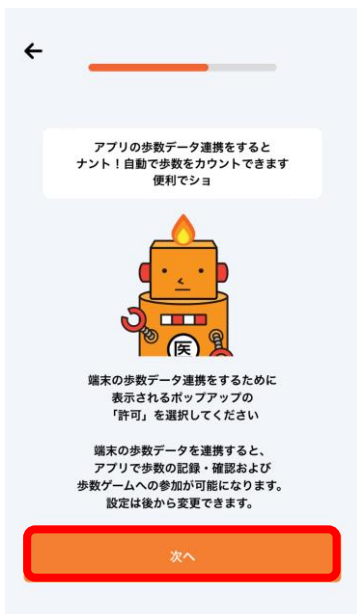 アプリの歩数データ連携をすると
ナント！自動で歩数をカウントできます
便利でショ
医
端末の歩数データ連携をするために
表示されるポップアップの
「許可」を選択してください
端末の歩数データを連携すると、
アプリで歩数の記録・確認および
歩数ゲームへの参加が可能になります。
設定は後から変更できます。
次へ